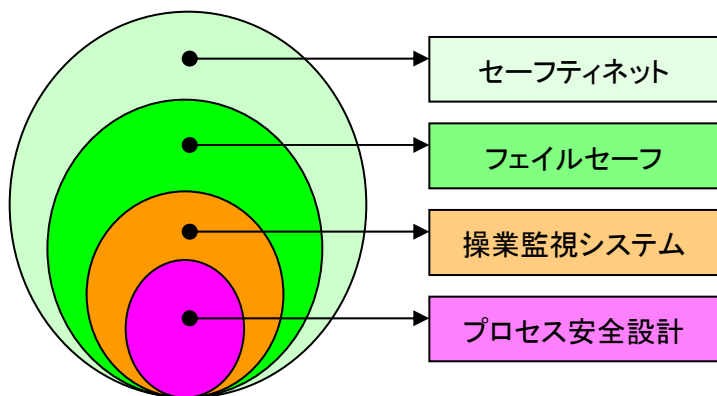 セーフティネット
フェイルセーフ
操業監視システム
プロセス安全設計